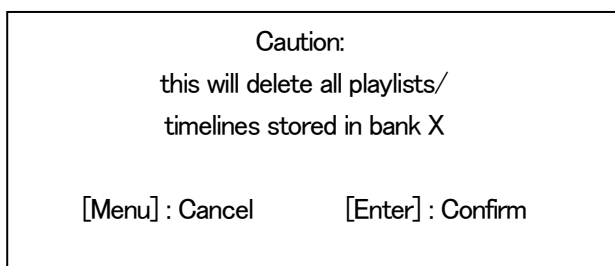 Caution:
this will delete all playlists/
timelines stored in bank X
[Menu] : Cancel [Enter] : Confirm